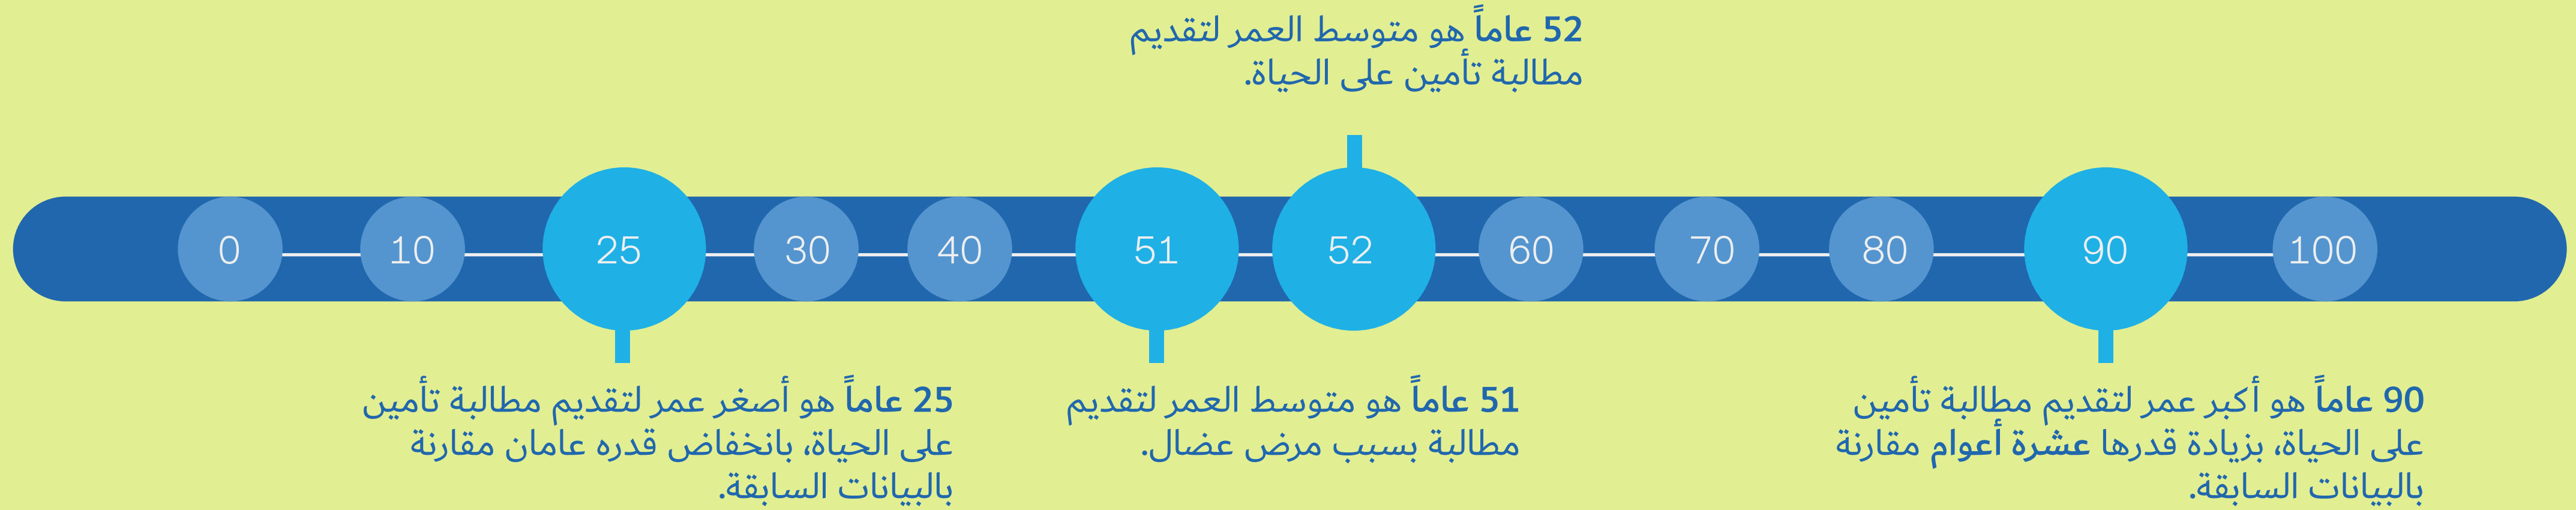 52 عاماً هو متوسط العمر لتقديم
مطالبة تأمين على الحياة.
0 10 25 30 40 51 52 60 70 80 90 100
25 عاماً هو أصغر عمر لتقديم مطالبة تأمين
على الحياة، بانخفاض قدره عامان مقارنة
بالبيانات السابقة.
51 عاماً هو متوسط العمر لتقديم
مطالبة بسبب مرض عضال.
90 عاماً هو أكبر عمر لتقديم مطالبة تأمين
على الحياة، بزيادة قدرها عشرة أعوام مقارنة
بالبيانات السابقة.